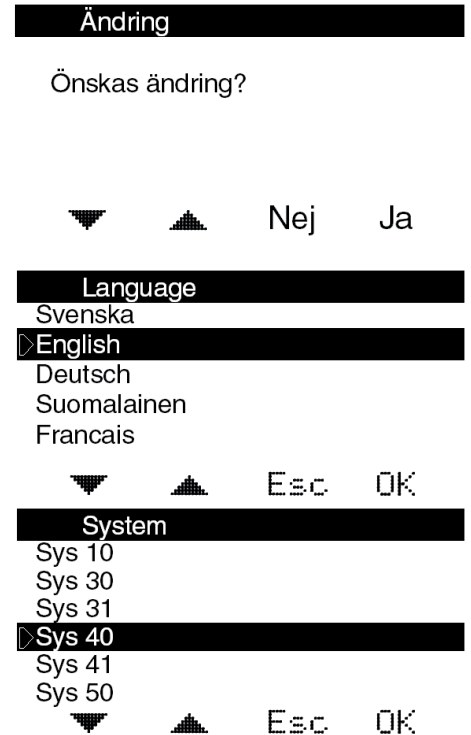 Ändring
Önskas ändring?
Nej Ja
Language
Svenska
English
Deutsch
Suomalainen
Francais
Esc OK
System
Sys 10
Sys 30
Sys 31
Sys 40
Sys 41
Sys 50
Esc OK